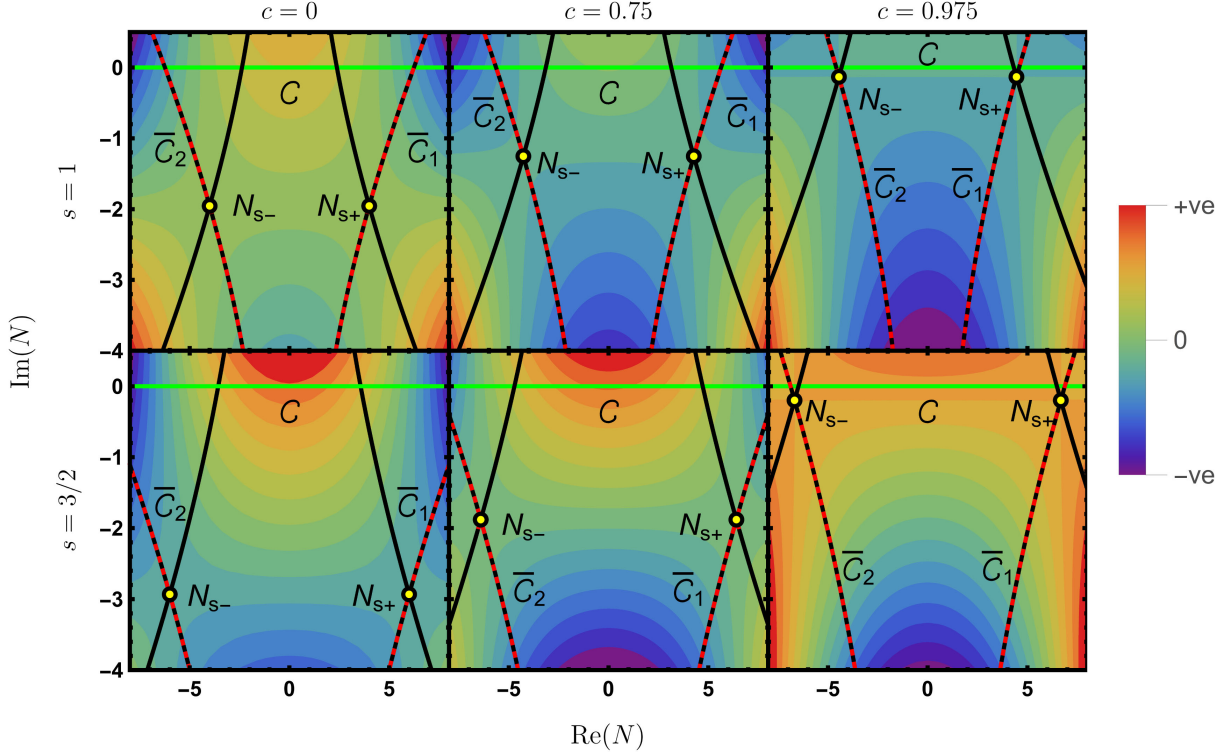 c = 0 c = 0.75 c = 0.975
s = 1
s = 3/2
Im(N)
Re(N)
0
−1
−2
−3
−4
0
−1
−2
−3
−4
C
C̅₂ C̅₁
Nₛ₋ Nₛ₊
C
C̅₂ C̅₁
Nₛ₋ Nₛ₊
C
Nₛ₋ Nₛ₊
C̅₂ C̅₁
C
C̅₂ C̅₁
Nₛ₋ Nₛ₊
C
Nₛ₋ Nₛ₊
C̅₂ C̅₁
C
Nₛ₋ Nₛ₊
C̅₂ C̅₁
−5 0 5 −5 0 5 −5 0 5
+ve
0
−ve